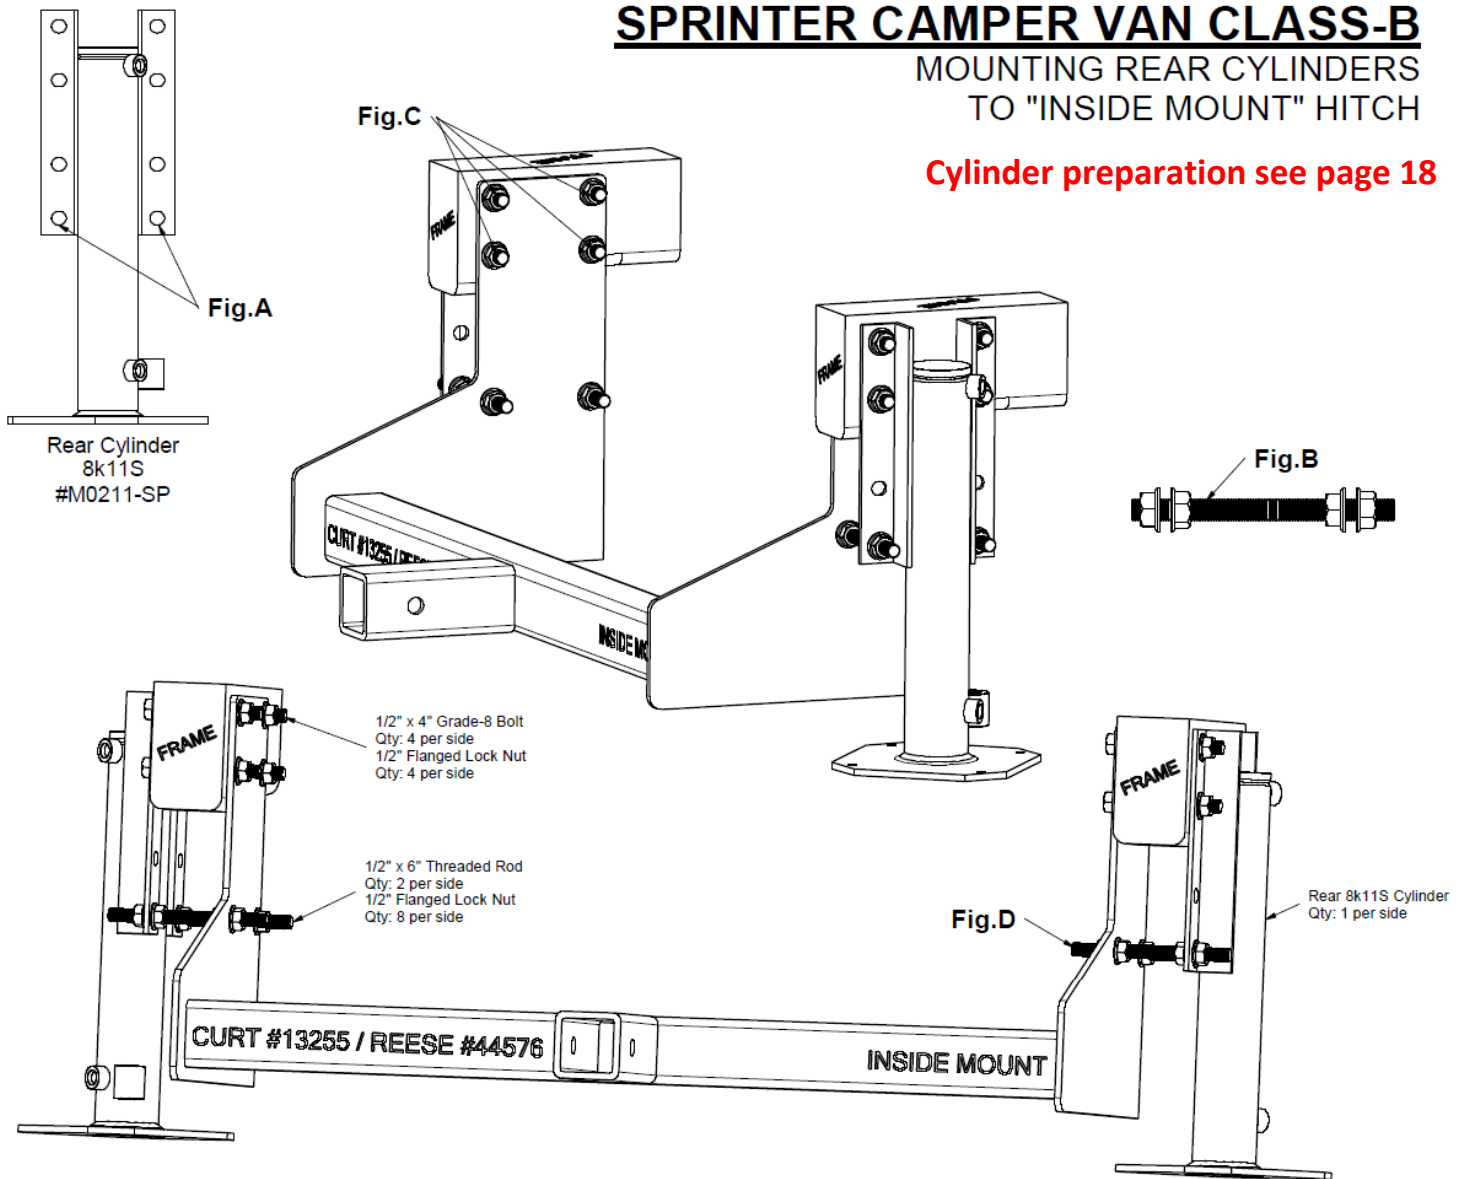 SPRINTER CAMPER VAN CLASS-B
MOUNTING REAR CYLINDERS
TO "INSIDE MOUNT" HITCH
Cylinder preparation see page 18
Fig.C
FRAME
Fig.A
Rear Cylinder
8k11S
#M0211-SP
FRAME
Fig.B
CURT #13255 / REES
INSIDE MO
1/2" x 4" Grade-8 Bolt
Qty: 4 per side
1/2" Flanged Lock Nut
Qty: 4 per side
FRAME
FRAME
1/2" x 6" Threaded Rod
Qty: 2 per side
1/2" Flanged Lock Nut
Qty: 8 per side
Rear 8k11S Cylinder
Qty: 1 per side
Fig.D
CURT #13255 / REESE #44576
INSIDE MOUNT